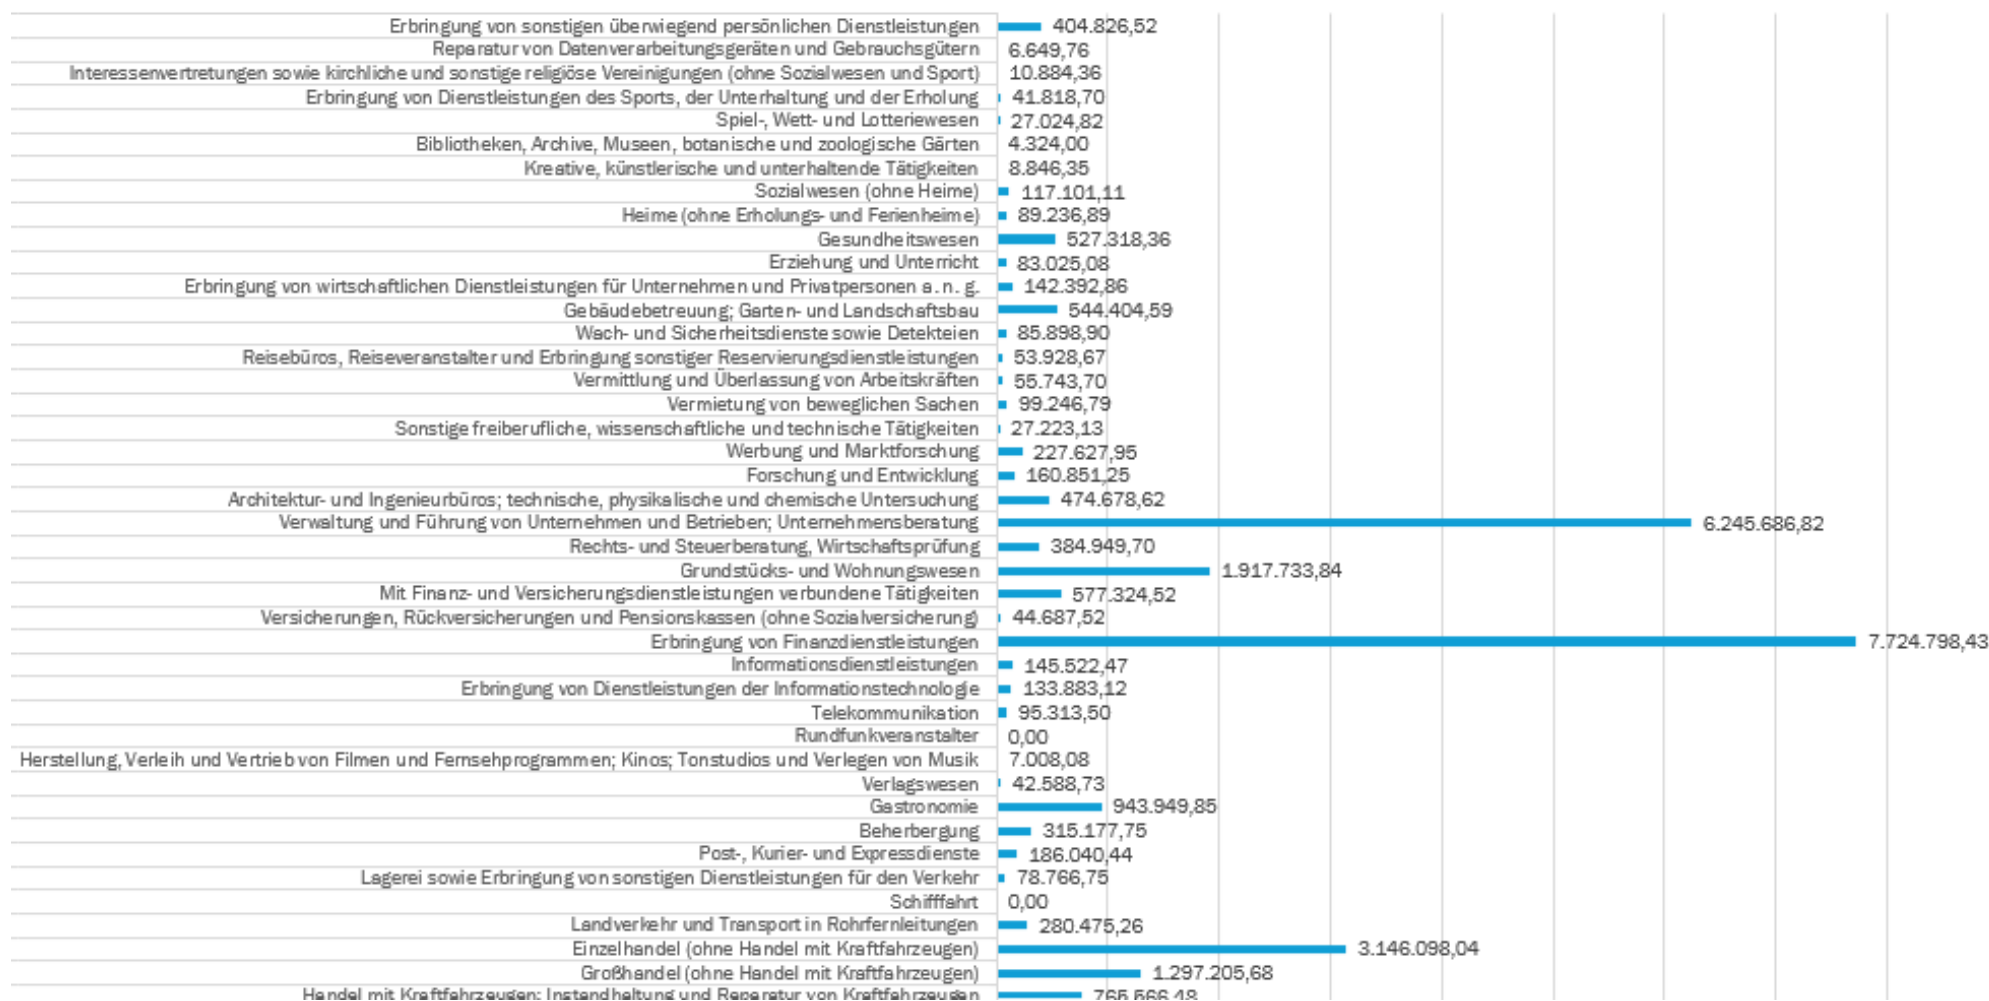 Erbringung von sonstigen überwiegend persönlichen Dienstleistungen 404.826,52
Reparatur von Datenverarbeitungsgeräten und Gebrauchsgütern 6.649,76
Interessenvertretungen sowie kirchliche und sonstige religiöse Vereinigungen (ohne Sozialwesen und Sport) 10.884,36
Erbringung von Dienstleistungen des Sports, der Unterhaltung und der Erholung 41.818,70
Spiel-, Wett- und Lotteriewesen 27.024,82
Bibliotheken, Archive, Museen, botanische und zoologische Gärten 4.324,00
Kreative, künstlerische und unterhaltende Tätigkeiten 8.846,35
Sozialwesen (ohne Heime) 117.101,11
Heime (ohne Erholungs- und Ferienheime) 89.236,89
Gesundheitswesen 527.318,36
Erziehung und Unterricht 83.025,08
Erbringung von wirtschaftlichen Dienstleistungen für Unternehmen und Privatpersonen a. n. g. 142.392,86
Gebäudebetreuung; Garten- und Landschaftsbau 544.404,59
Wach- und Sicherheitsdienste sowie Detekteien 85.898,90
Reisebüros, Reiseveranstalter und Erbringung sonstiger Reservierungsdienstleistungen 53.928,67
Vermittlung und Überlassung von Arbeitskräften 55.743,70
Vermietung von beweglichen Sachen 99.246,79
Sonstige freiberufliche, wissenschaftliche und technische Tätigkeiten 27.223,13
Werbung und Marktforschung 227.627,95
Forschung und Entwicklung 160.851,25
Architektur- und Ingenieurbüros; technische, physikalische und chemische Untersuchung 474.678,62
Verwaltung und Führung von Unternehmen und Betrieben; Unternehmensberatung 6.245.686,82
Rechts- und Steuerberatung, Wirtschaftsprüfung 384.949,70
Grundstücks- und Wohnungswesen 1.917.733,84
Mit Finanz- und Versicherungsdienstleistungen verbundene Tätigkeiten 577.324,52
Versicherungen, Rückversicherungen und Pensionskassen (ohne Sozialversicherung) 44.687,52
Erbringung von Finanzdienstleistungen 7.724.798,43
Informationsdienstleistungen 145.522,47
Erbringung von Dienstleistungen der Informationstechnologie 133.883,12
Telekommunikation 95.313,50
Rundfunkveranstalter 0,00
Herstellung, Verleih und Vertrieb von Filmen und Fernsehprogrammen; Kinos; Tonstudios und Verlegen von Musik 7.008,08
Verlagswesen 42.588,73
Gastronomie 943.949,85
Beherbergung 315.177,75
Post-, Kurier- und Expressdienste 186.040,44
Lagerei sowie Erbringung von sonstigen Dienstleistungen für den Verkehr 78.766,75
Schifffahrt 0,00
Landverkehr und Transport in Rohrfernleitungen 280.475,26
Einzelhandel (ohne Handel mit Kraftfahrzeugen) 3.146.098,04
Großhandel (ohne Handel mit Kraftfahrzeugen) 1.297.205,68
Handel mit Kraftfahrzeugen; Instandhaltung und Reparatur von Kraftfahrzeugen 765.566,48